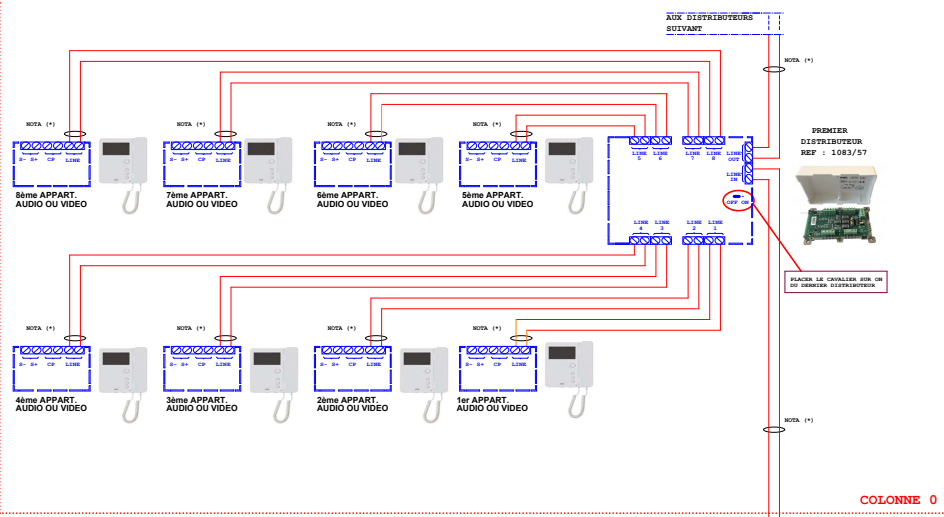 AUX DISTRIBUTEURS
SUIVANT
NOTA (*)
NOTA (*)
NOTA (*)
NOTA (*)
NOTA (*)
PREMIER
DISTRIBUTEUR
REF : 1083/57
S- S+ CP LINE
S- S+ CP LINE
S- S+ CP LINE
S- S+ CP LINE
LINE 5
LINE 6
LINE 7
LINE 8
LINE OUT
LINE IN
OFF ON
8ème APPART.
AUDIO OU VIDEO
7ème APPART.
AUDIO OU VIDEO
6ème APPART.
AUDIO OU VIDEO
5ème APPART.
AUDIO OU VIDEO
LINE 4
LINE 3
LINE 2
LINE 1
PLACER LE CAVALIER SUR ON
DU DERNIER DISTRIBUTEUR
NOTA (*)
NOTA (*)
NOTA (*)
NOTA (*)
S- S+ CP LINE
S- S+ CP LINE
S- S+ CP LINE
S- S+ CP LINE
4ème APPART.
AUDIO OU VIDEO
3ème APPART.
AUDIO OU VIDEO
2ème APPART.
AUDIO OU VIDEO
1er APPART.
AUDIO OU VIDEO
NOTA (*)
COLONNE 0